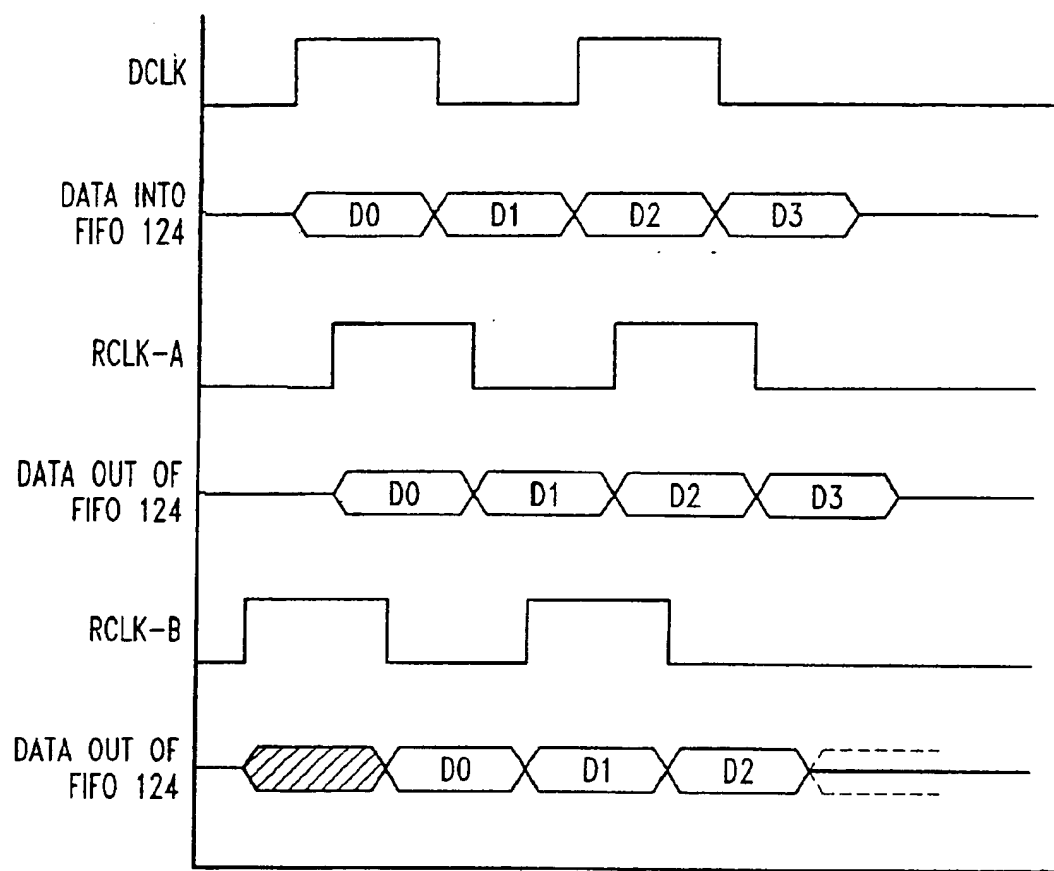 DCLK
DATA INTO
FIFO 124
D0 D1 D2 D3
RCLK-A
DATA OUT OF
FIFO 124
D0 D1 D2 D3
RCLK-B
DATA OUT OF
FIFO 124
D0 D1 D2